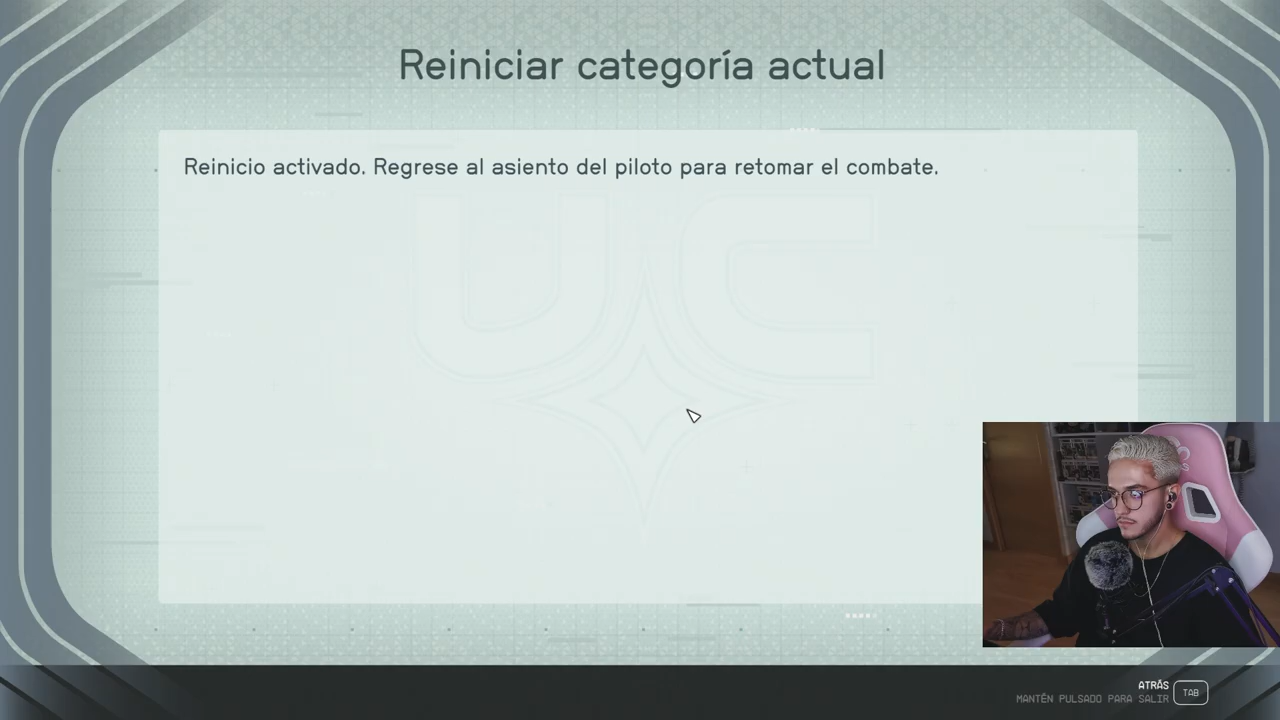 Reiniciar categoría actual
Reinicio activado. Regrese al asiento del piloto para retomar el combate.
UC
ATRÁS
MANTÉN PULSADO PARA SALIR
TAB